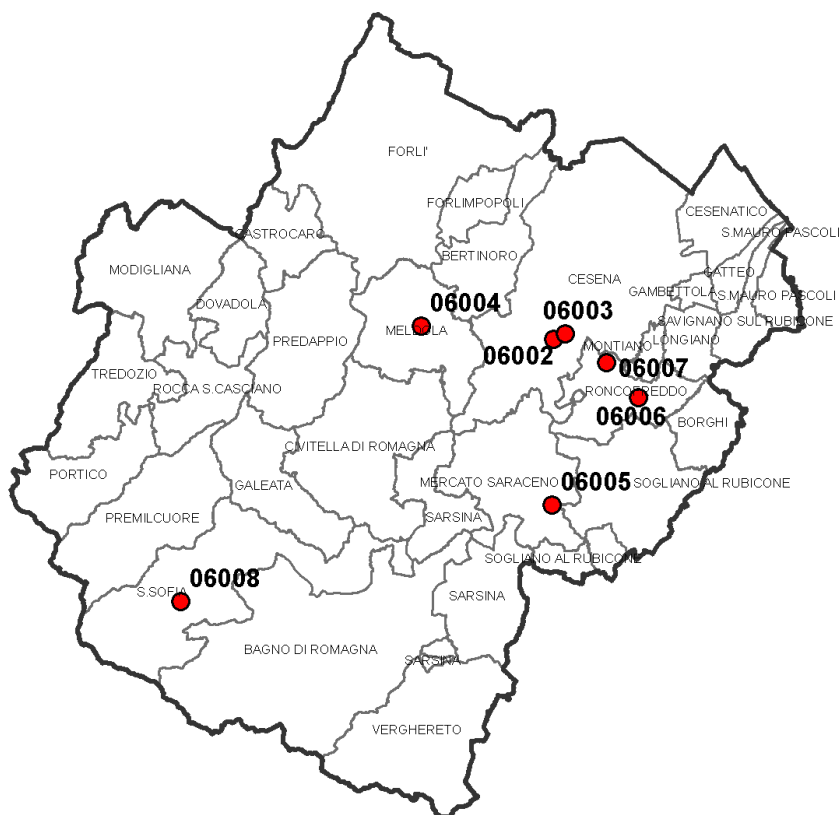 FORLI'
FORLIMPOPOLI
CESENATICO
CASTROCARO
S.MAURO PASCOLI
BERTINORO
MODIGLIANA
GATTEO
CESENA
GAMBETTOLA
S.MAURO PASCOLI
DOVADOLA
06004
06003
SAVIGNANO SUL RUBICONE
MELDOLA
PREDAPPIO
LONGIANO
MONTIANO
06002
06007
TREDOZIO
ROCCA S.CASCIANO
RONCOFREDDO
06006
BORGHI
CIVITELLA DI ROMAGNA
PORTICO
GALEATA
MERCATO SARACENO
06005
SOGLIANO AL RUBICONE
PREMILCUORE
SARSINA
SOGLIANO AL RUBICONE
06008
S.SOFIA
SARSINA
BAGNO DI ROMAGNA
SARSINA
VERGHERETO